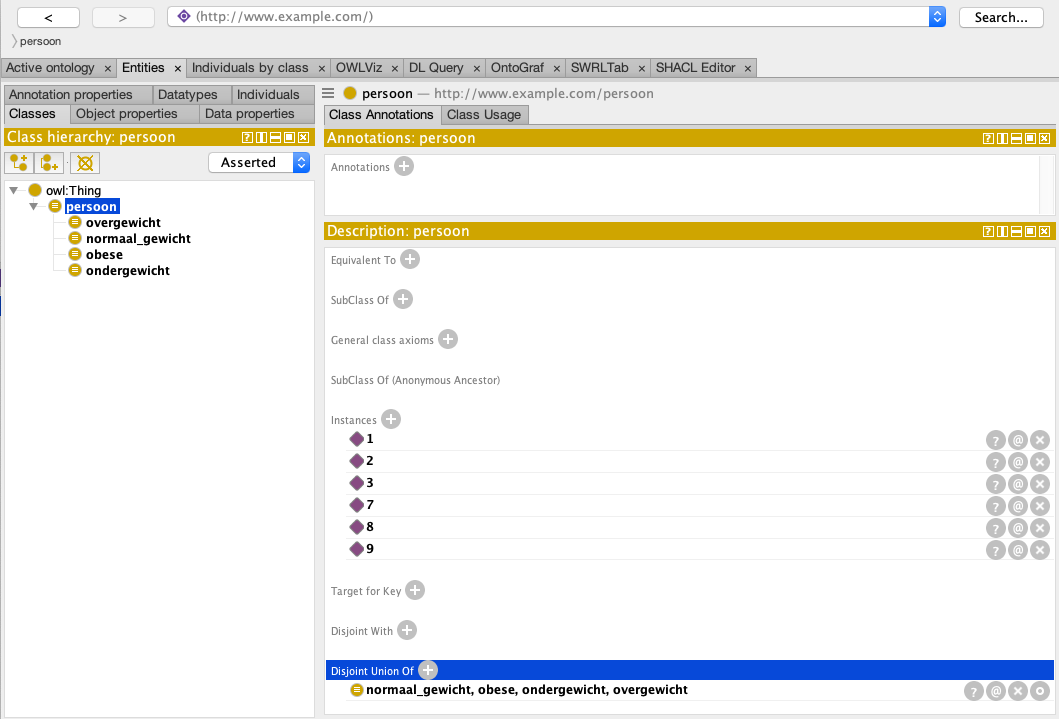 < > (http://www.example.com/) Search...
persoon
Active ontology × Entities × Individuals by class × OWLViz × DL Query × OntoGraf × SWRLTab × SHACL Editor ×
Annotation properties Datatypes Individuals
Classes Object properties Data properties
Class hierarchy: persoon
Asserted
owl:Thing
persoon
overgewicht
normaal_gewicht
obese
ondergewicht
persoon — http://www.example.com/persoon
Class Annotations Class Usage
Annotations: persoon
Annotations
Description: persoon
Equivalent To
SubClass Of
General class axioms
SubClass Of (Anonymous Ancestor)
Instances
1
2
3
7
8
9
Target for Key
Disjoint With
Disjoint Union Of
normaal_gewicht, obese, ondergewicht, overgewicht